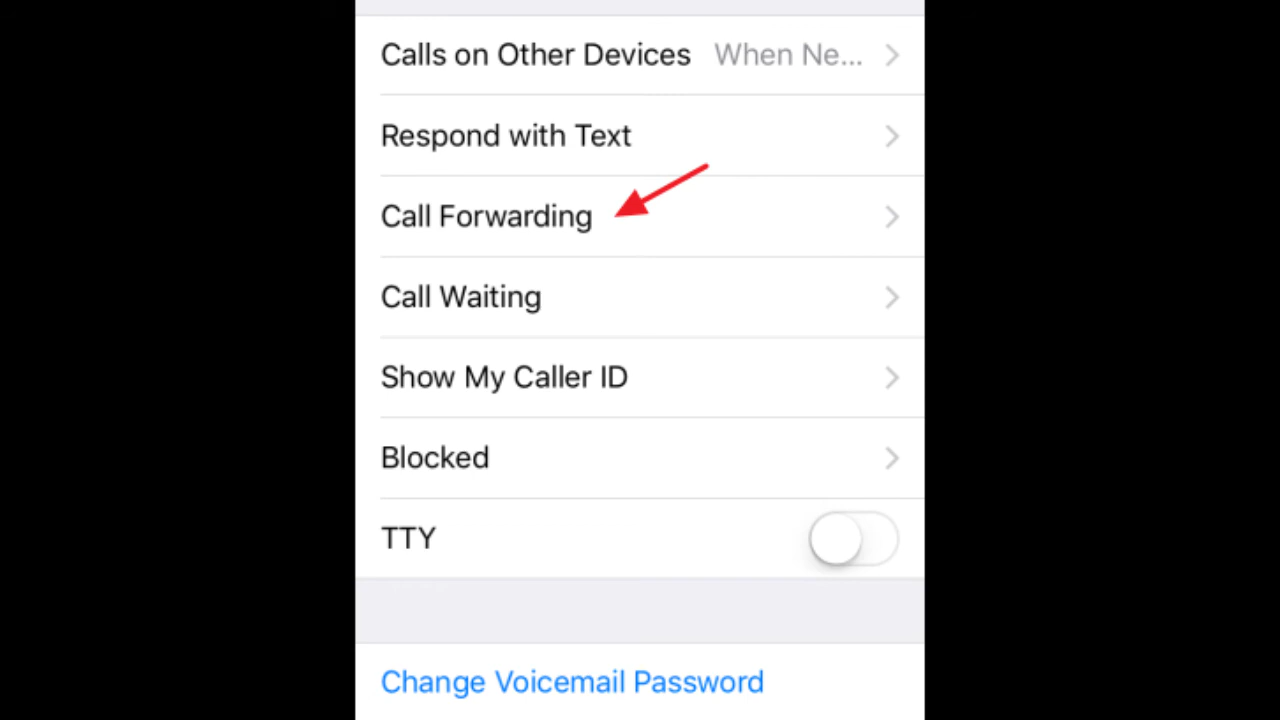 Calls on Other Devices When Ne...
Respond with Text
Call Forwarding
Call Waiting
Show My Caller ID
Blocked
TTY
Change Voicemail Password